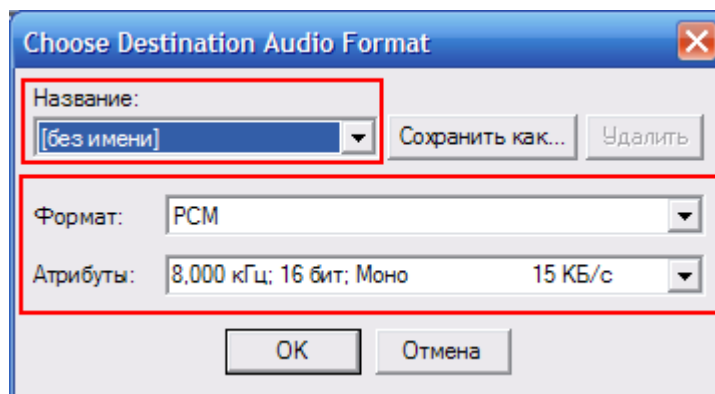 Choose Destination Audio Format
Название:
[без имени] Сохранить как... Удалить
Формат: PCM
Атрибуты: 8,000 кГц; 16 бит; Моно 15 КБ/с
OK Отмена